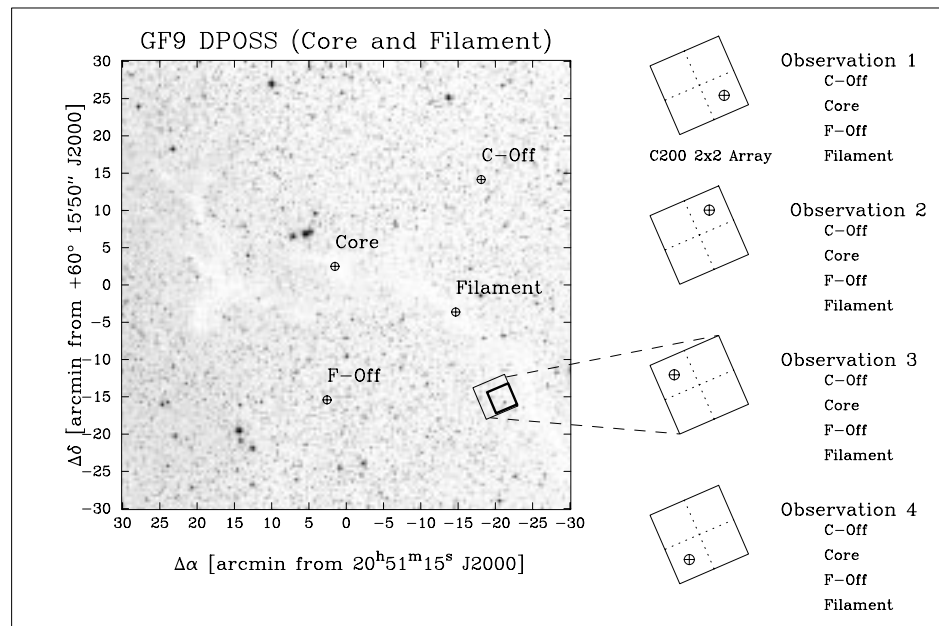 GF9 DPOSS (Core and Filament)
30
25
20
15
10
5
0
−5
−10
−15
−20
−25
−30
Δδ [arcmin from +60° 15'50" J2000]
C−Off
Core
Filament
F−Off
30 25 20 15 10 5 0 −5 −10 −15 −20 −25 −30
Δα [arcmin from 20h51m15s J2000]
Observation 1
C−Off
Core
F−Off
Filament
C200 2x2 Array
Observation 2
C−Off
Core
F−Off
Filament
Observation 3
C−Off
Core
F−Off
Filament
Observation 4
C−Off
Core
F−Off
Filament